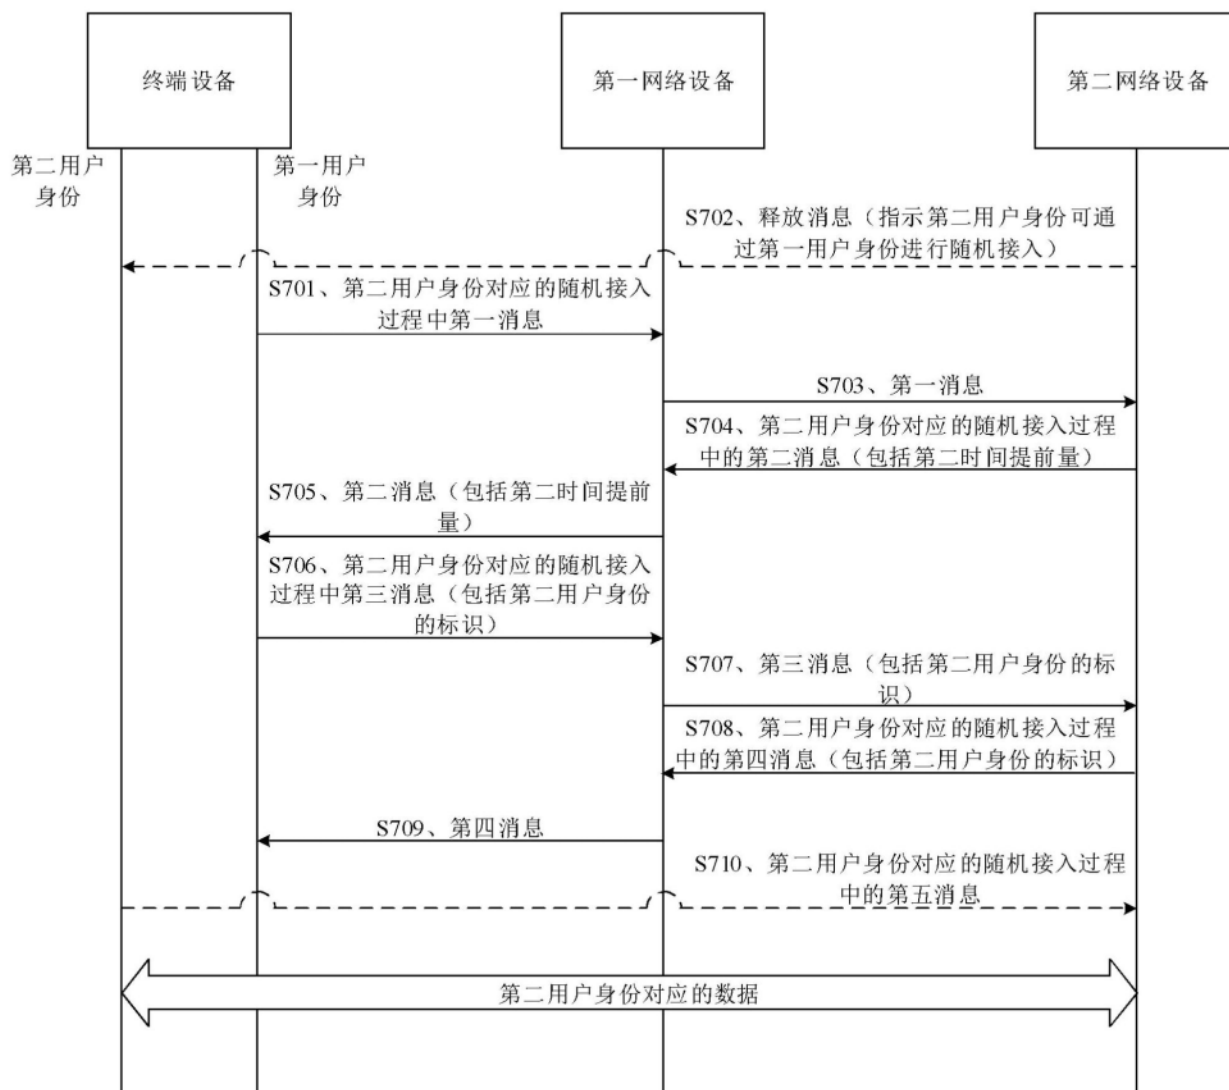 终端设备
第一网络设备
第二网络设备
第二用户
身份
第一用户
身份
S702、释放消息（指示第二用户身份可通
过第一用户身份进行随机接入）
S701、第二用户身份对应的随机接入
过程中第一消息
S703、第一消息
S704、第二用户身份对应的随机接入过程
中的第二消息（包括第二时间提前量）
S705、第二消息（包括第二时间提前
量）
S706、第二用户身份对应的随机接入
过程中第三消息（包括第二用户身份
的标识）
S707、第三消息（包括第二用户身份的标
识）
S708、第二用户身份对应的随机接入过程
中的第四消息（包括第二用户身份的标识）
S709、第四消息
S710、第二用户身份对应的随机接入过程
中的第五消息
第二用户身份对应的数据